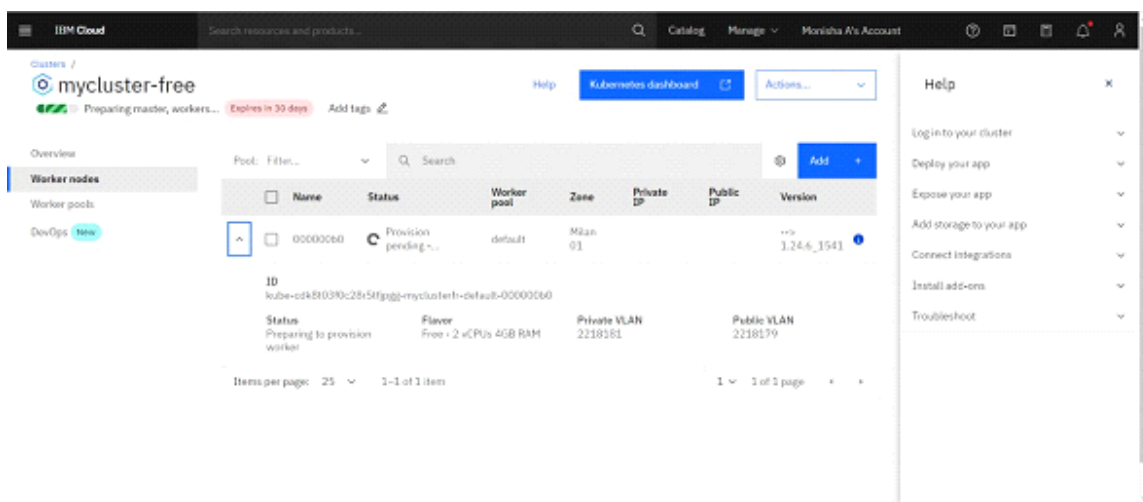 IBM Cloud
Search resources and products...
Catalog
Manage
Monisha A's Account
Clusters /
mycluster-free
Help
Kubernetes dashboard
Actions...
Preparing master, workers...
Expires in 30 days
Add tags
Overview
Worker nodes
Worker pools
DevOps New
Pool: Filter...
Search
Add +
Name Status Worker pool Zone Private IP Public IP Version
00000060 Provision pending -... default Milan 01 --> 1.24.6_1541
ID
Status Flavor Private VLAN Public VLAN
Preparing to provision worker Free - 2 vCPUs 4GB RAM 2218181 2218179
Items per page: 25 1–1 of 1 item 1 1 of 1 page
Help
Log in to your cluster
Deploy your app
Expose your app
Add storage to your app
Connect integrations
Install add-ons
Troubleshoot